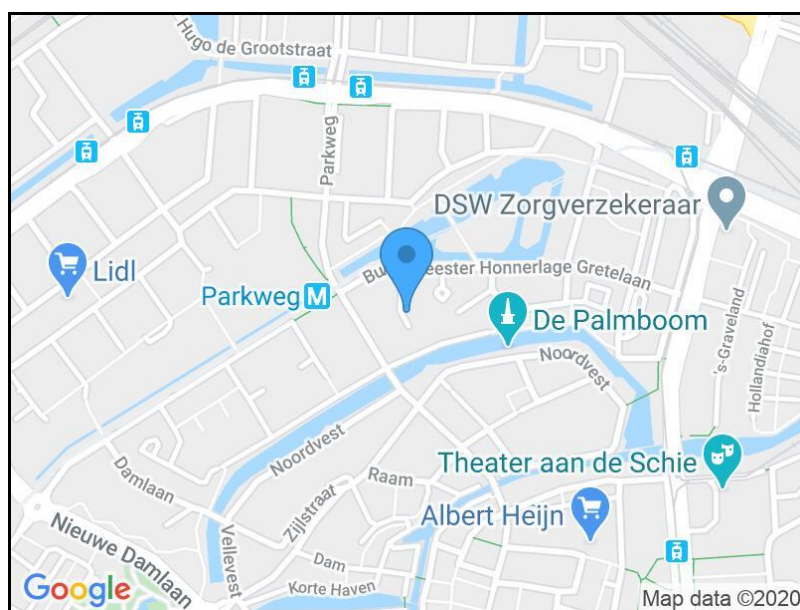 Hugo de Grootstraat
Parkweg
DSW Zorgverzekeraar
Lidl
Parkweg M
Honnerlage Gretelaan
De Palmboom
Noordvest
's-Graveland
Hollandiahof
Noordvest
Damlaan
Raam
Zijlstraat
Theater aan de Schie
Albert Heijn
Nieuwe Damlaan
Vellevest
Dam
Korte Haven
Google
Map data ©2020